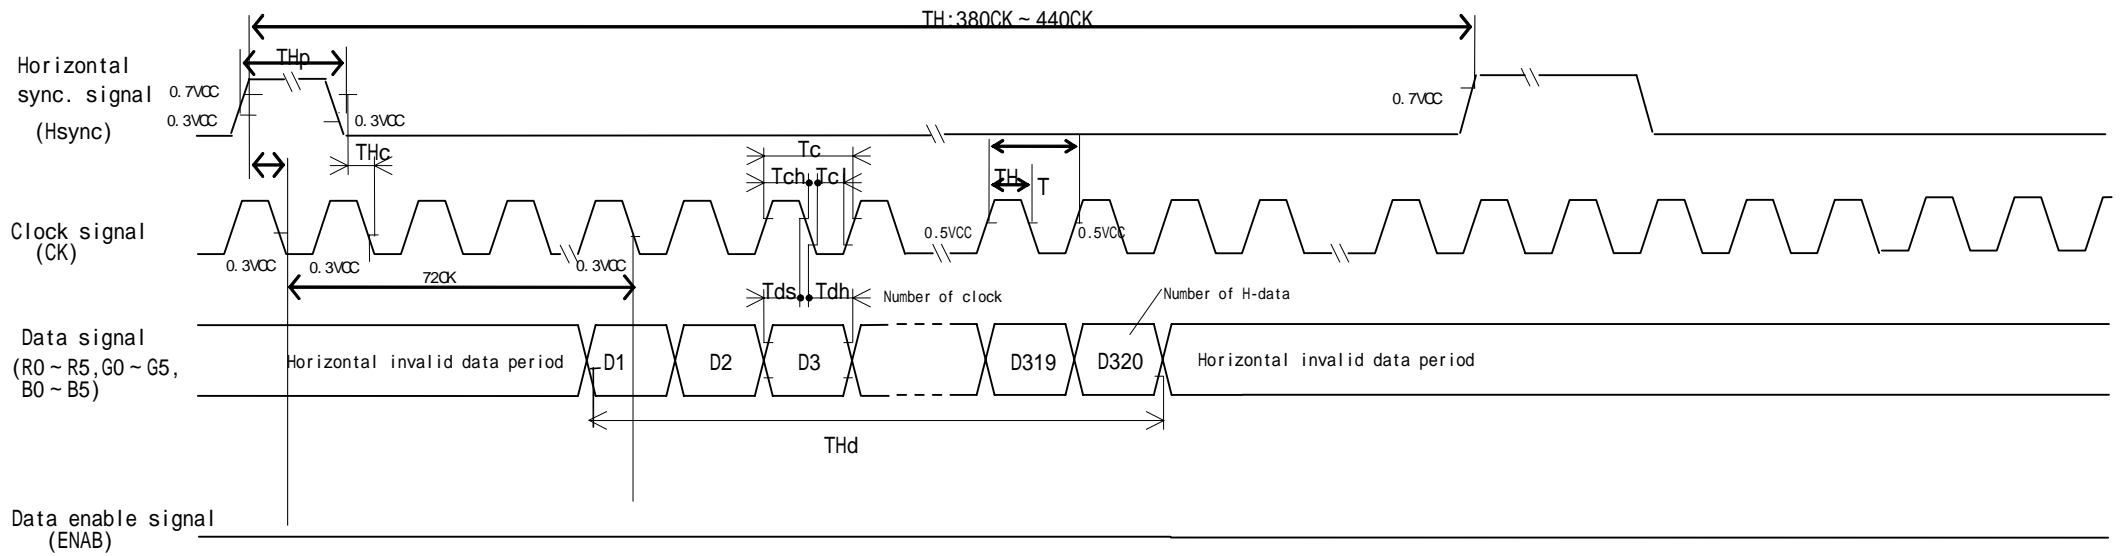 TH:380CK ~ 440CK
THp
Horizontal
sync. signal
(Hsync)
0.7VCC
0.3VCC
0.3VCC
0.7VCC
THc
Tc
Tch
Tcl
TH
T
Clock signal
(CK)
0.3VCC
0.3VCC
0.3VCC
0.5VCC
0.5VCC
72CK
Tds
Tdh
Number of clock
Number of H-data
Data signal
(R0 ~ R5,G0 ~ G5,
B0 ~ B5)
Horizontal invalid data period
D1
D2
D3
D319
D320
Horizontal invalid data period
THd
Data enable signal
(ENAB)